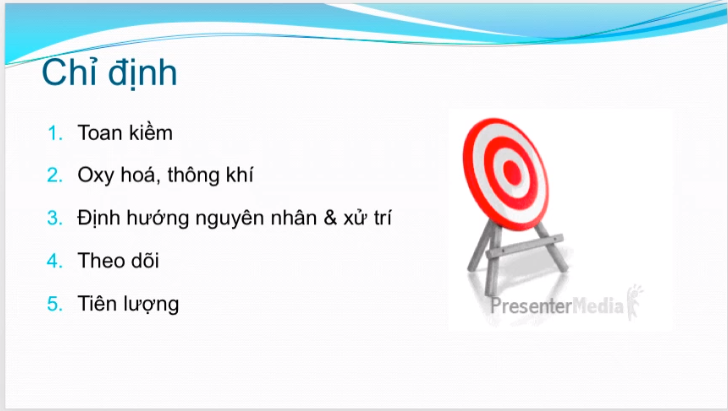 Chỉ định
1. Toan kiềm
2. Oxy hoá, thông khí
3. Định hướng nguyên nhân & xử trí
4. Theo dõi
5. Tiên lượng
PresenterMedia